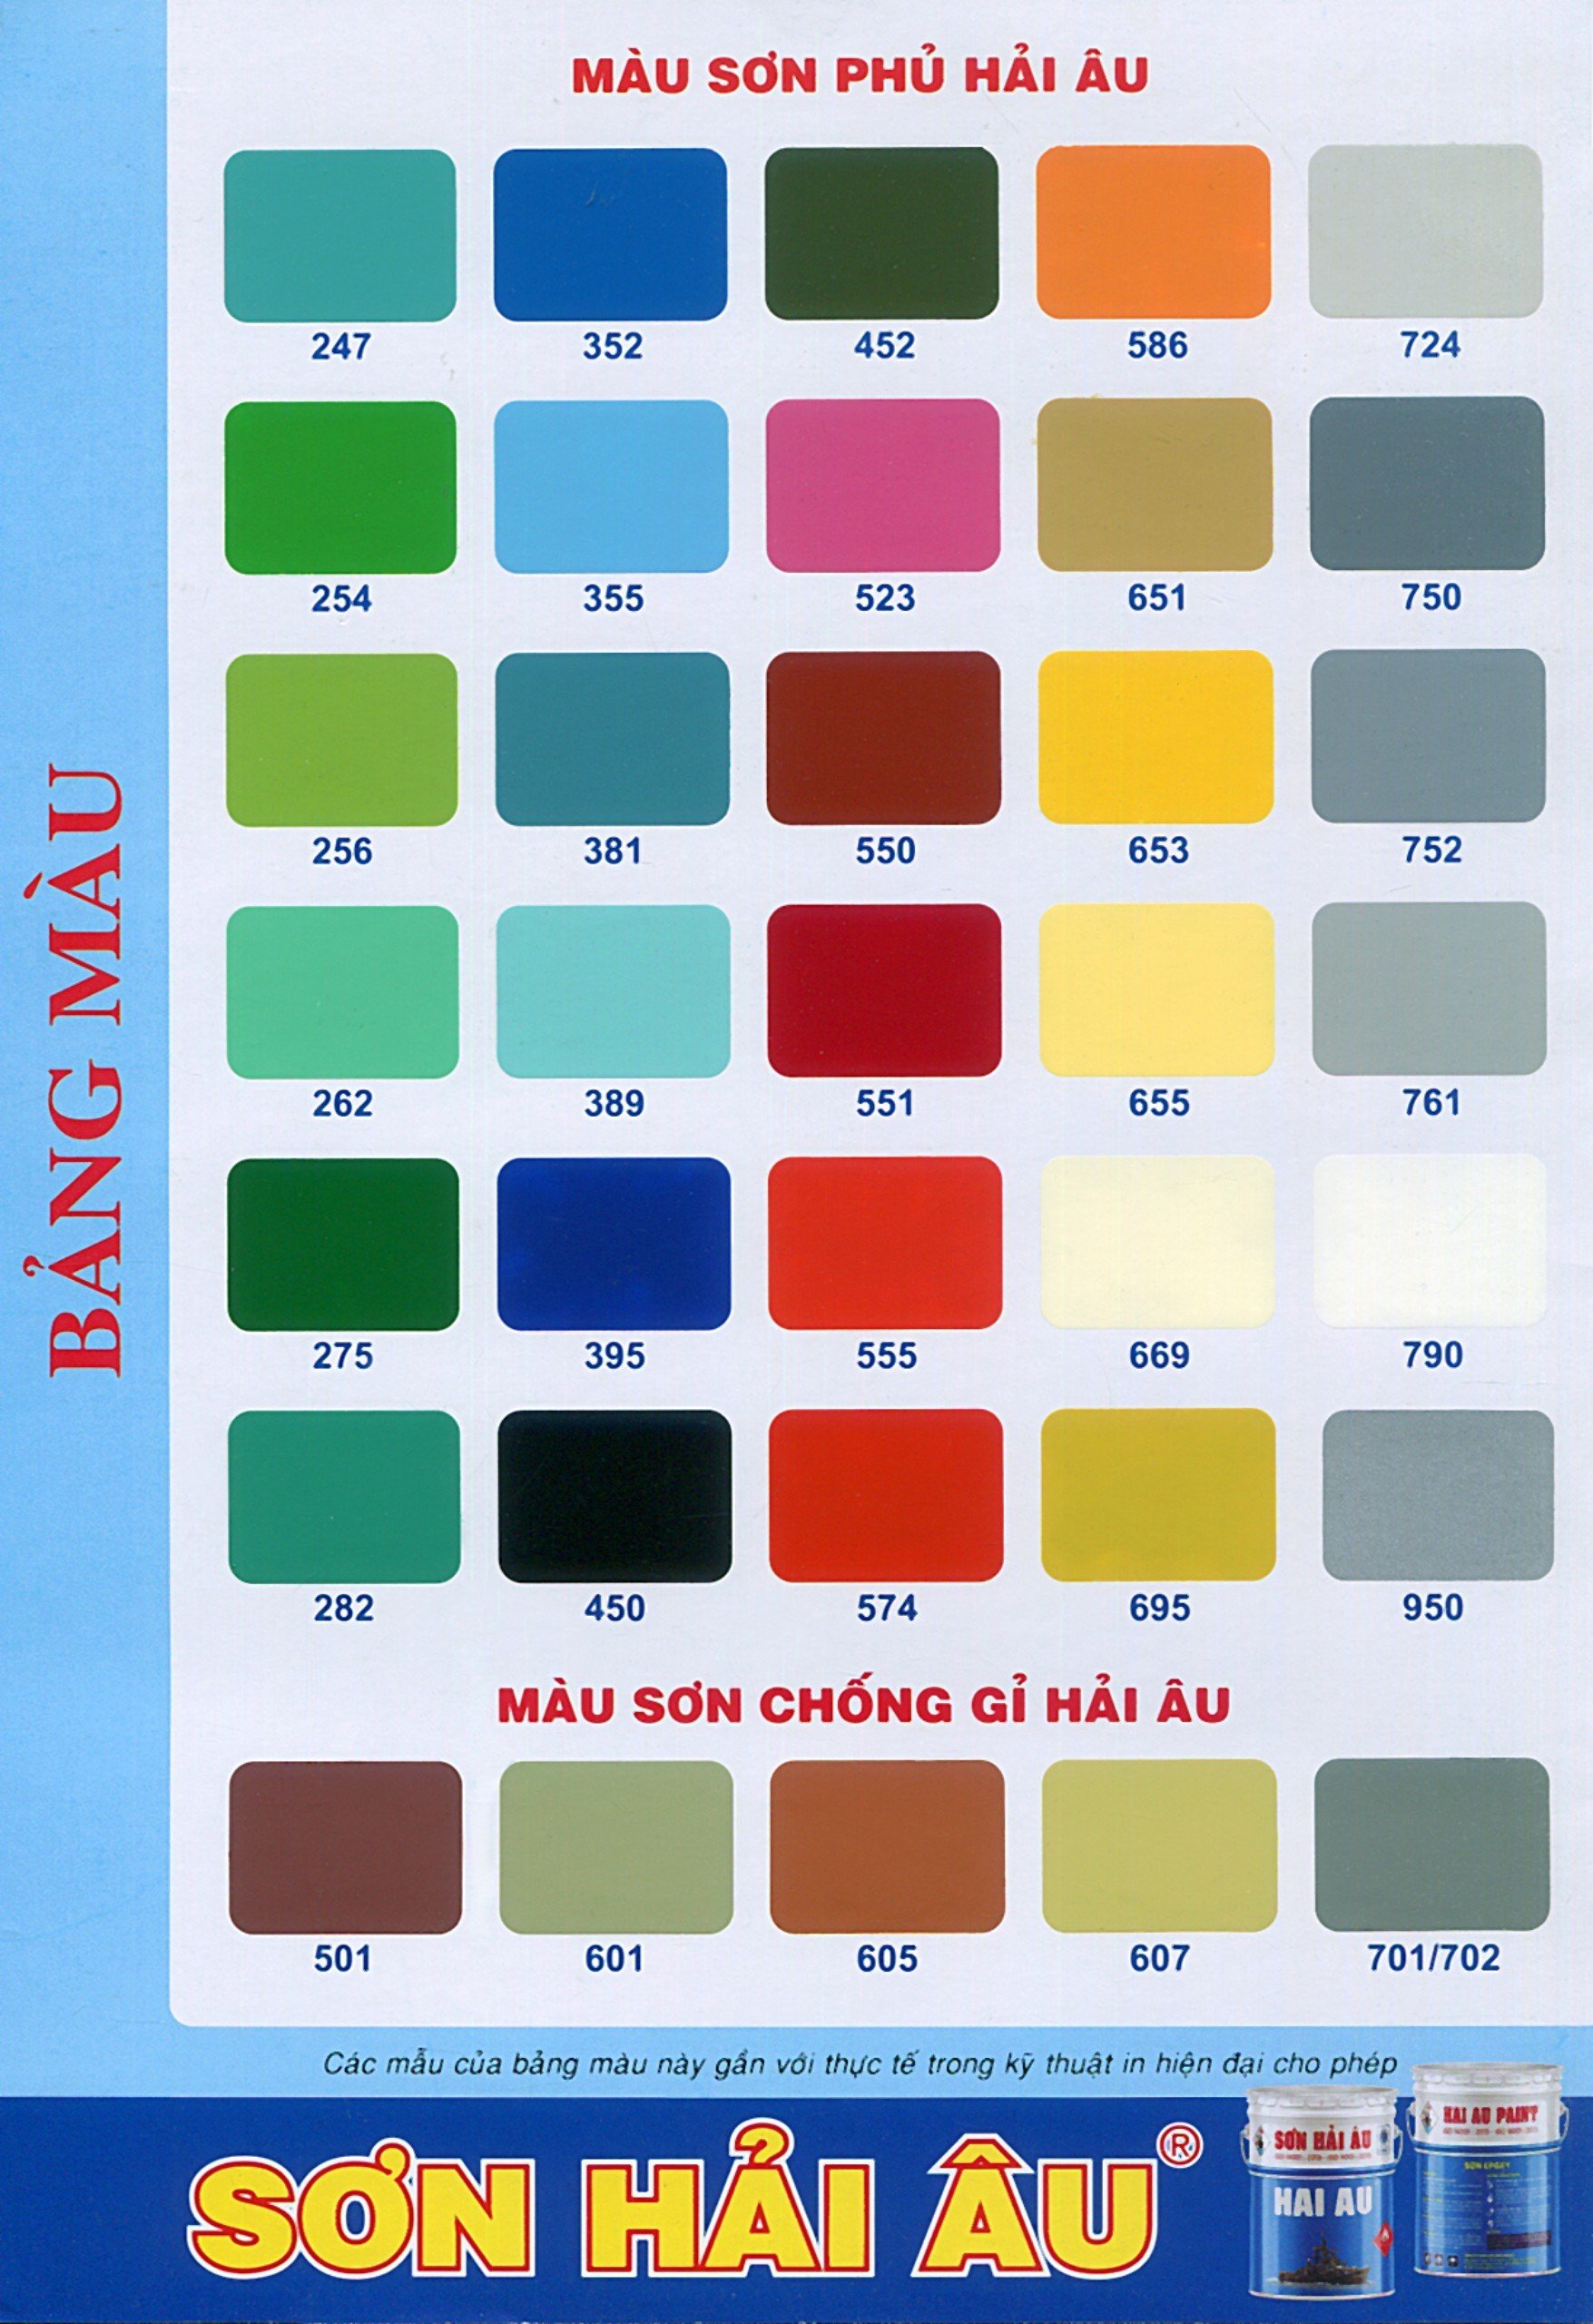 MÀU SƠN PHỦ HẢI ÂU
247 352 452 586 724
254 355 523 651 750
256 381 550 653 752
262 389 551 655 761
275 395 555 669 790
282 450 574 695 950
BẢNG MÀU
MÀU SƠN CHỐNG GỈ HẢI ÂU
501 601 605 607 701/702
Các mẫu của bảng màu này gần với thực tế trong kỹ thuật in hiện đại cho phép
SƠN HẢI ÂU®
SƠN HẢI ÂU
HAI AU
HAI AU PAINT
SƠN EPOXY